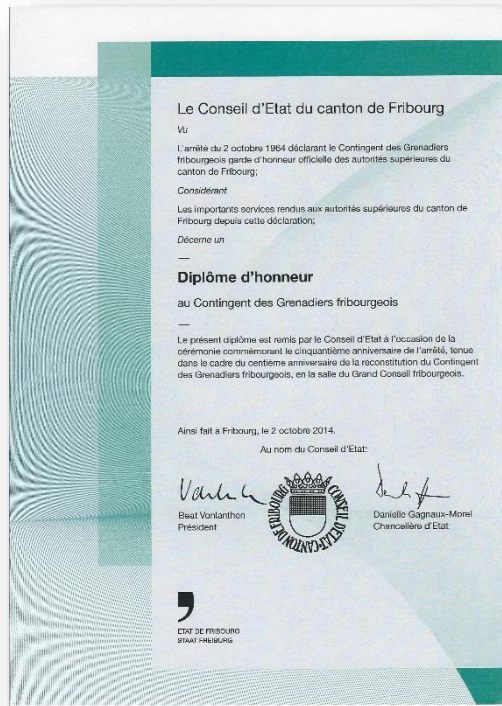 Le Conseil d'Etat du canton de Fribourg
Vu
L'arrêté du 2 octobre 1964 déclarant le Contingent des Grenadiers
fribourgeois garde d'honneur officielle des autorités supérieures du
canton de Fribourg;
Considérant
Les importants services rendus aux autorités supérieures du canton de
Fribourg depuis cette déclaration;
Décerne un
—
Diplôme d'honneur
au Contingent des Grenadiers fribourgeois
—
Le présent diplôme est remis par le Conseil d'Etat à l'occasion de la
cérémonie commémorant le cinquantième anniversaire de l'arrêté, tenue
dans le cadre du centième anniversaire de la reconstitution du Contingent
des Grenadiers fribourgeois, en la salle du Grand Conseil fribourgeois.
Ainsi fait à Fribourg, le 2 octobre 2014.
Au nom du Conseil d'Etat:
Beat Vonlanthen
Président
CONSEIL D'ETAT·CANTON DE FRIBOURG
Danielle Gagnaux-Morel
Chancelière d'Etat
ETAT DE FRIBOURG
STAAT FREIBURG